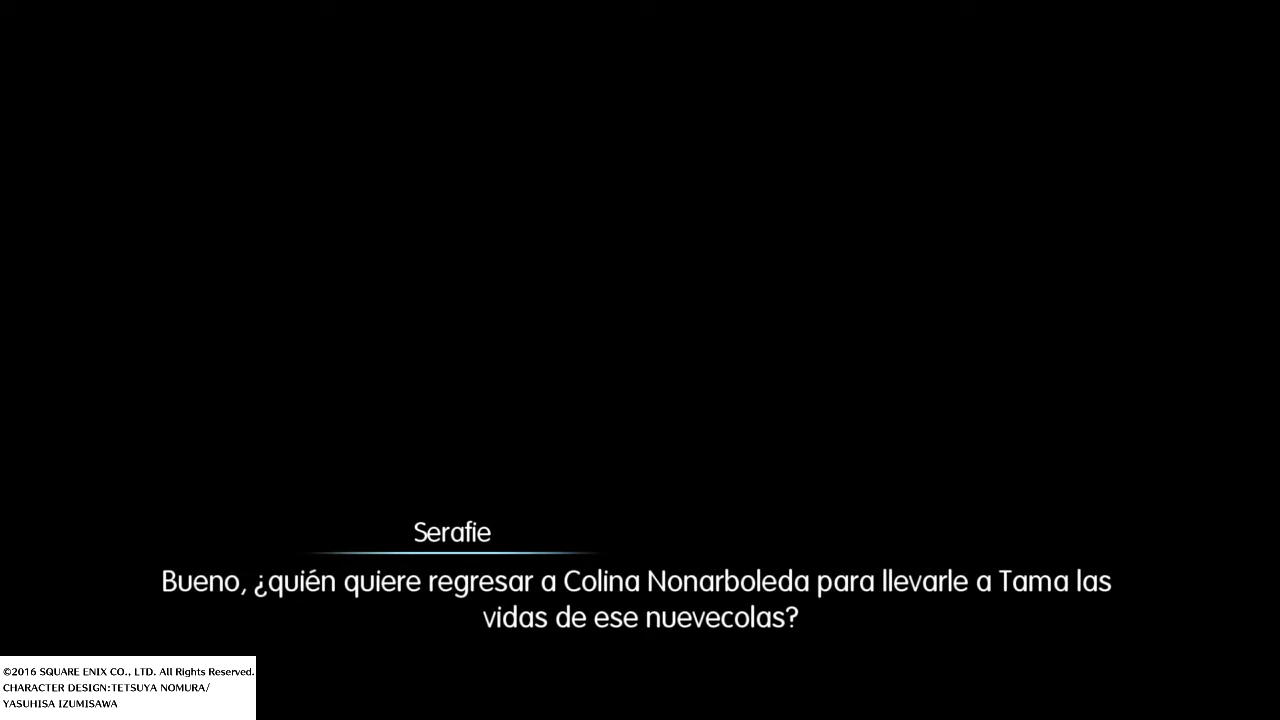 Serafie
Bueno, ¿quién quiere regresar a Colina Nonarboleda para llevarle a Tama las
vidas de ese nuevecolas?
©2016 SQUARE ENIX CO., LTD. All Rights Reserved.
CHARACTER DESIGN:TETSUYA NOMURA/
YASUHISA IZUMISAWA